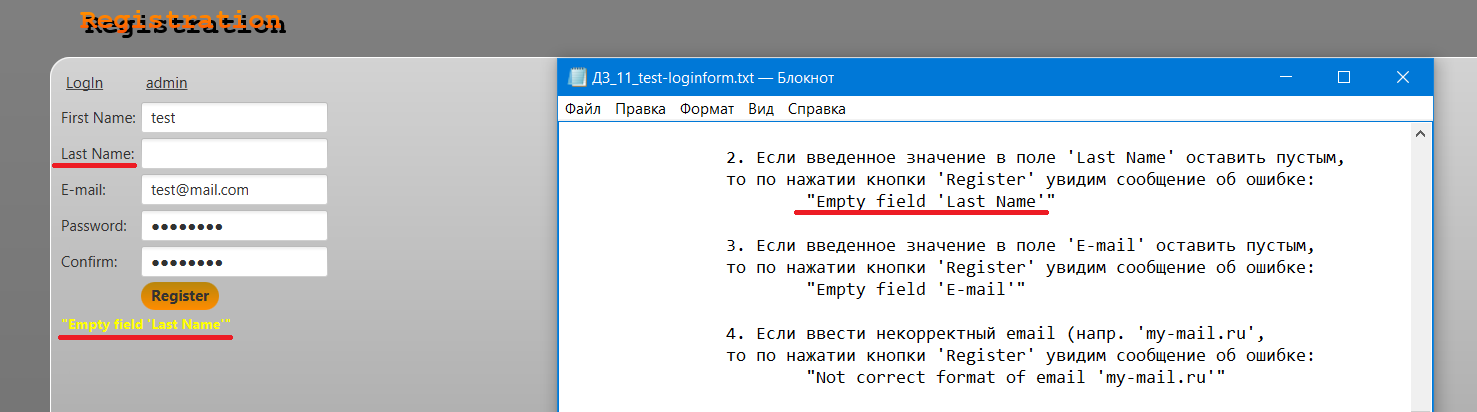 Registration
LogIn admin
First Name: test
Last Name:
E-mail: test@mail.com
Password: ●●●●●●●●
Confirm: ●●●●●●●●
Register
"Empty field 'Last Name'"
ДЗ_11_test-loginform.txt — Блокнот
Файл Правка Формат Вид Справка
2. Если введенное значение в поле 'Last Name' оставить пустым,
то по нажатии кнопки 'Register' увидим сообщение об ошибке:
"Empty field 'Last Name'"
3. Если введенное значение в поле 'E-mail' оставить пустым,
то по нажатии кнопки 'Register' увидим сообщение об ошибке:
"Empty field 'E-mail'"
4. Если ввести некорректный email (напр. 'my-mail.ru',
то по нажатии кнопки 'Register' увидим сообщение об ошибке:
"Not correct format of email 'my-mail.ru'"